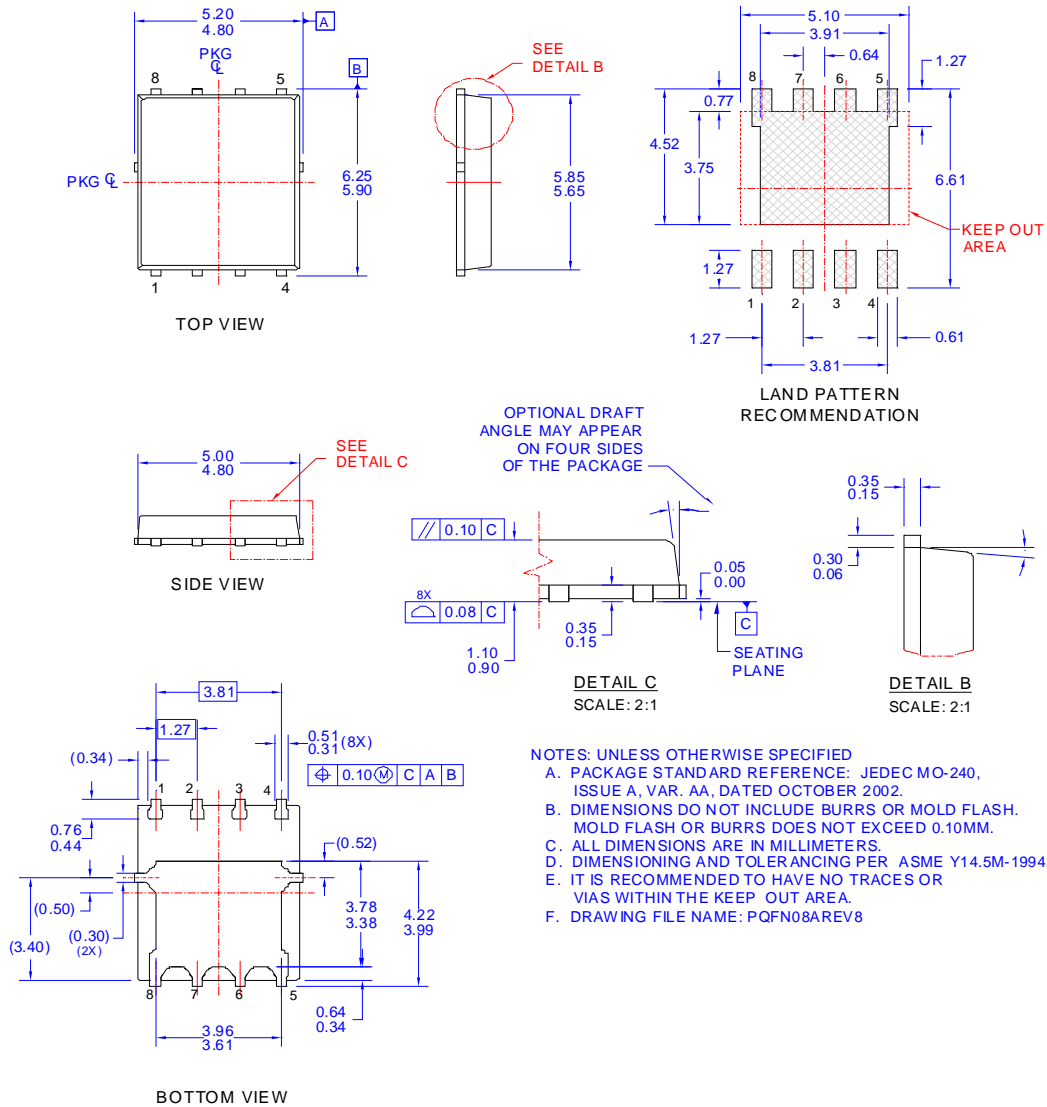 5.20
4.80
A
PKG
CL
B
8
5
PKG CL
6.25
5.90
1
4
TOP VIEW
SEE
DETAIL B
5.85
5.65
5.10
3.91
0.64
1.27
8
7
6
5
0.77
4.52
3.75
6.61
KEEP OUT
AREA
1.27
1
2
3
4
1.27
0.61
3.81
LAND PATTERN
RECOMMENDATION
5.00
4.80
SEE
DETAIL C
SIDE VIEW
OPTIONAL DRAFT
ANGLE MAY APPEAR
ON FOUR SIDES
OF THE PACKAGE
// 0.10 C
8X
⌓ 0.08 C
1.10
0.90
0.35
0.15
0.05
0.00
C
SEATING
PLANE
DETAIL C
SCALE: 2:1
0.35
0.15
0.30
0.06
DETAIL B
SCALE: 2:1
3.81
1.27
(0.34)
0.51
0.31 (8X)
⌖ 0.10 Ⓜ C A B
1
2
3
4
0.76
0.44
(0.52)
(0.50)
(0.30)
(2X)
(3.40)
3.78
3.38
4.22
3.99
8
7
6
5
0.64
0.34
3.96
3.61
BOTTOM VIEW
NOTES: UNLESS OTHERWISE SPECIFIED
A. PACKAGE STANDARD REFERENCE: JEDEC MO-240,
ISSUE A, VAR. AA, DATED OCTOBER 2002.
B. DIMENSIONS DO NOT INCLUDE BURRS OR MOLD FLASH.
MOLD FLASH OR BURRS DOES NOT EXCEED 0.10MM.
C. ALL DIMENSIONS ARE IN MILLIMETERS.
D. DIMENSIONING AND TOLERANCING PER ASME Y14.5M-1994
E. IT IS RECOMMENDED TO HAVE NO TRACES OR
VIAS WITHIN THE KEEP OUT AREA.
F. DRAWING FILE NAME: PQFN08AREV8